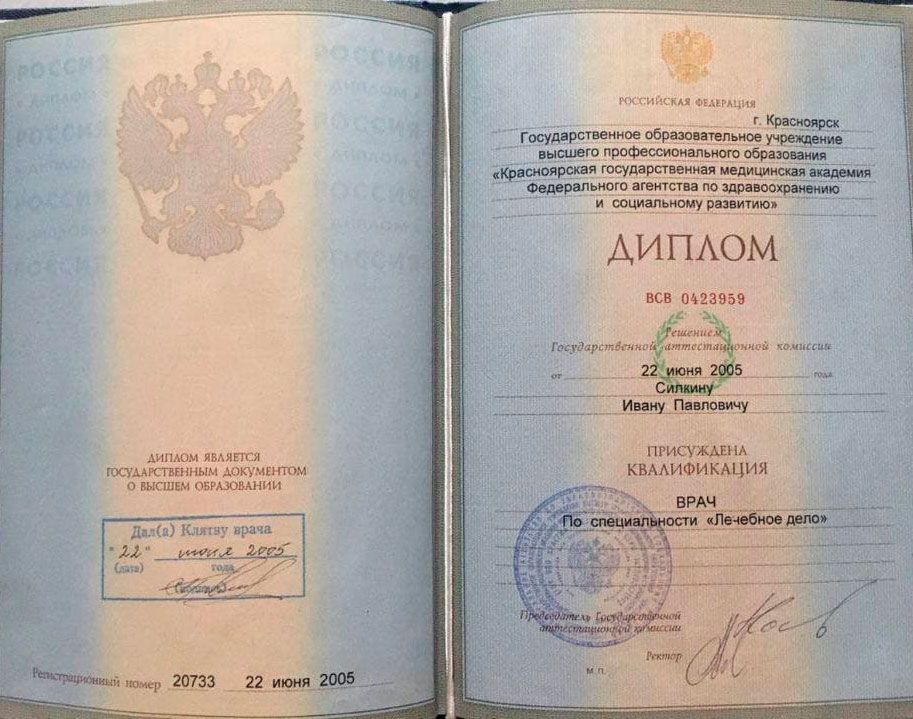 ДИПЛОМ ЯВЛЯЕТСЯ
ГОСУДАРСТВЕННЫМ ДОКУМЕНТОМ
О ВЫСШЕМ ОБРАЗОВАНИИ
Дал(а) Клятву врача
"22" июня 2005
(дата) года
Регистрационный номер 20733 22 июня 2005
РОССИЙСКАЯ ФЕДЕРАЦИЯ
г. Красноярск
Государственное образовательное учреждение
высшего профессионального образования
«Красноярская государственная медицинская академия
Федерального агентства по здравоохранению
и социальному развитию»
ДИПЛОМ
ВСВ 0423959
Решением
Государственной аттестационной комиссии
от 22 июня 2005 года
Силкину
Ивану Павловичу
ПРИСУЖДЕНА
КВАЛИФИКАЦИЯ
ВРАЧ
По специальности «Лечебное дело»
Председатель Государственной
аттестационной комиссии
Ректор
М.П.